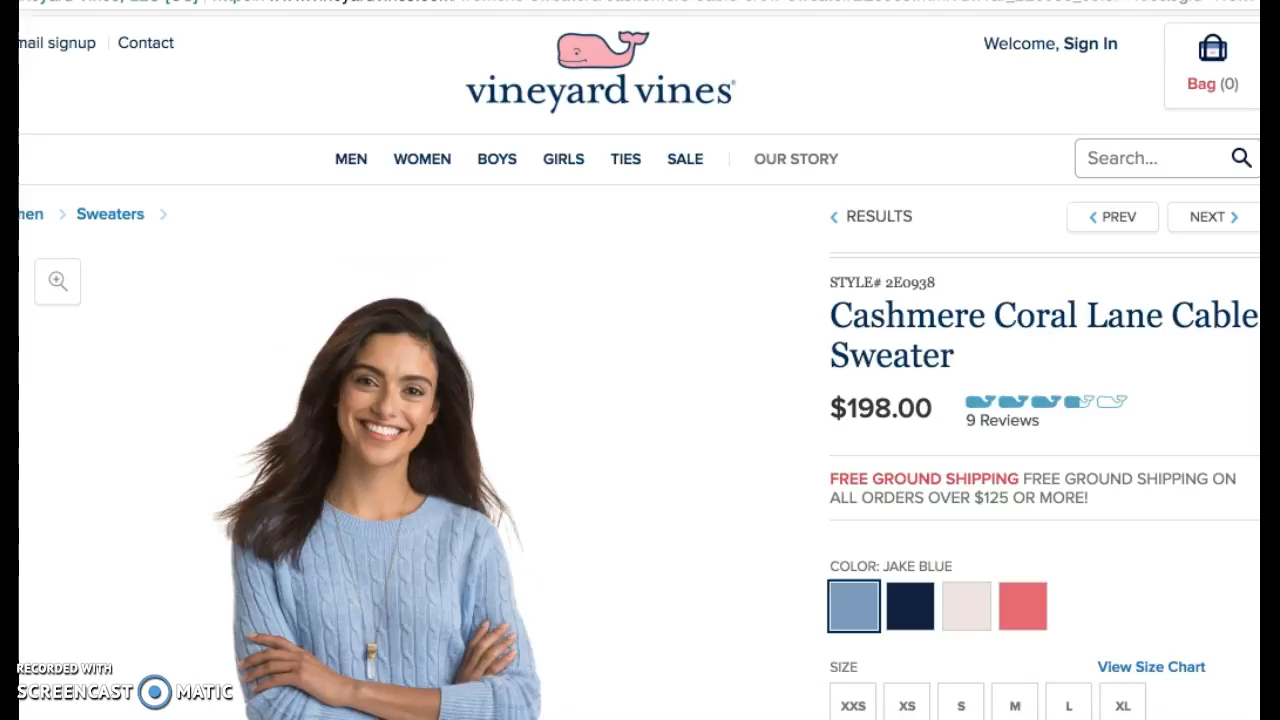 mail signup Contact
Welcome, Sign In
Bag (0)
vineyard vines®
MEN WOMEN BOYS GIRLS TIES SALE OUR STORY
Search...
Sweaters
RESULTS PREV NEXT
STYLE# 2E0938
Cashmere Coral Lane Cable
Sweater
$198.00
9 Reviews
FREE GROUND SHIPPING FREE GROUND SHIPPING ON
ALL ORDERS OVER $125 OR MORE!
COLOR: JAKE BLUE
SIZE View Size Chart
XXS XS S M L XL
RECORDED WITH
SCREENCAST MATIC